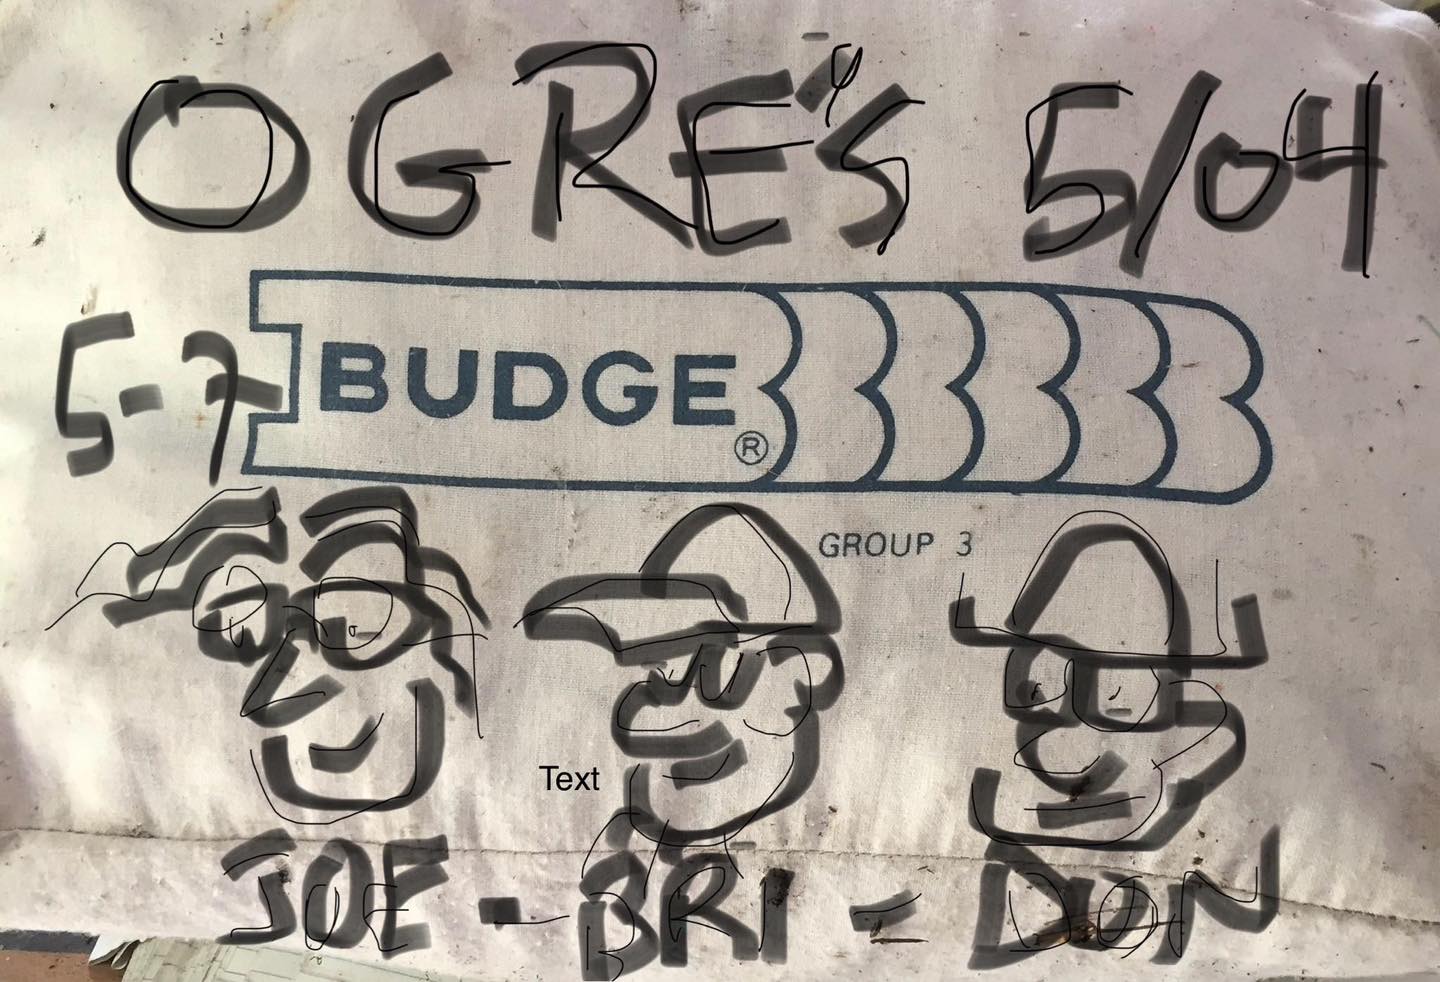 OGRE'S 5/04
5-7-
BUDGE ®
GROUP 3
Text
JOE - BRI - DON